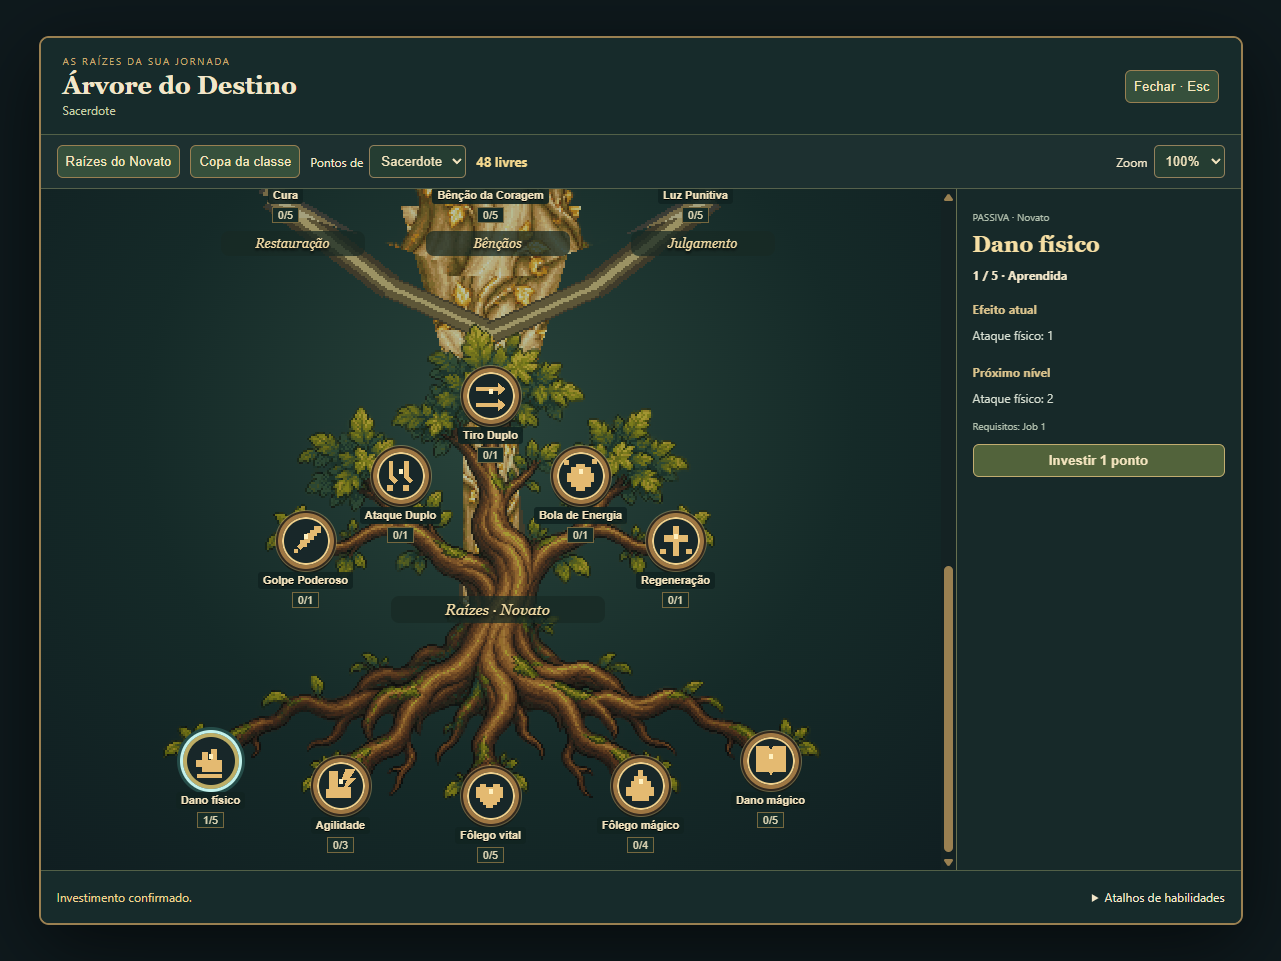 AS RAÍZES DA SUA JORNADA
Árvore do Destino
Sacerdote
Fechar · Esc
Raízes do Novato
Copa da classe
Pontos de
Sacerdote
48 livres
Zoom
100%
Cura
0/5
Bênção da Coragem
0/5
Luz Punitiva
0/5
Restauração
Bênçãos
Julgamento
Tiro Duplo
0/1
Ataque Duplo
0/1
Bola de Energia
0/1
Golpe Poderoso
0/1
Regeneração
0/1
Raízes · Novato
Dano físico
1/5
Agilidade
0/3
Fôlego vital
0/5
Fôlego mágico
0/4
Dano mágico
0/5
PASSIVA · Novato
Dano físico
1 / 5 · Aprendida
Efeito atual
Ataque físico: 1
Próximo nível
Ataque físico: 2
Requisitos: Job 1
Investir 1 ponto
Investimento confirmado.
Atalhos de habilidades